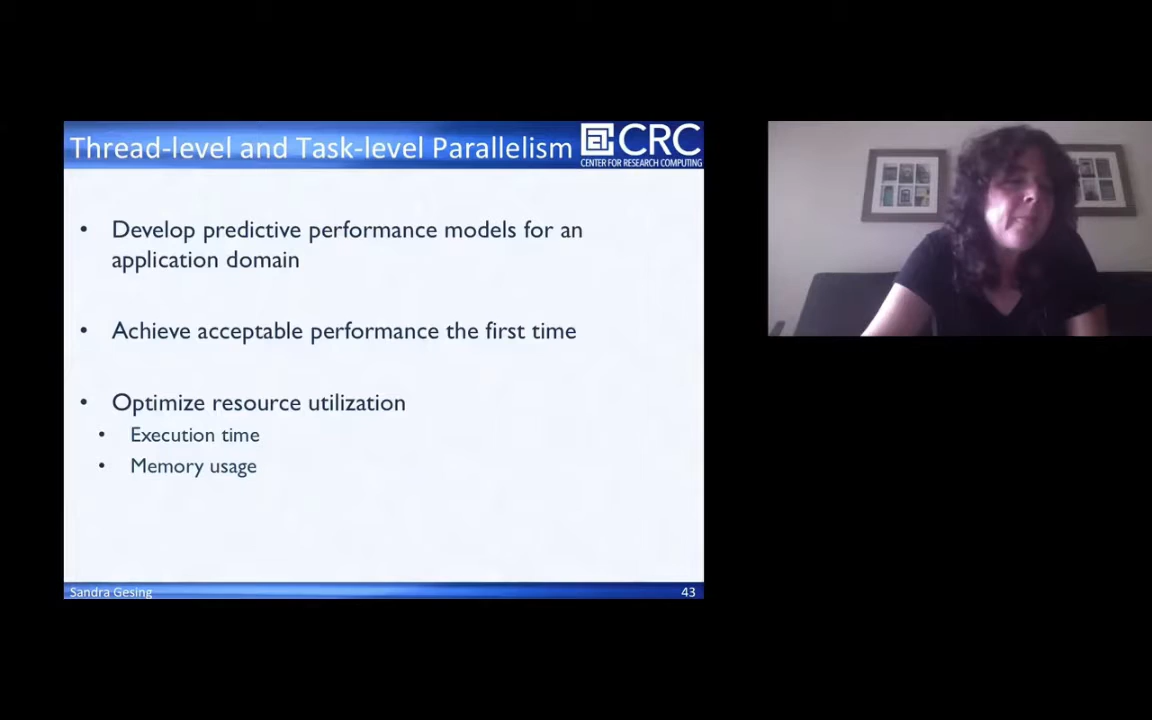 Thread-level and Task-level Parallelism
CRC
CENTER FOR RESEARCH COMPUTING
• Develop predictive performance models for an
application domain
• Achieve acceptable performance the first time
• Optimize resource utilization
• Execution time
• Memory usage
Sandra Gesing
43